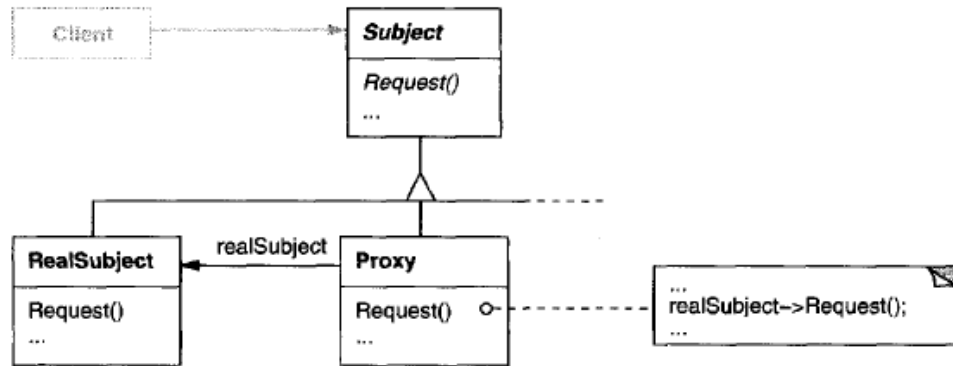 Client
Subject
Request()
...
RealSubject
Request()
...
realSubject
Proxy
Request()
...
...
realSubject->Request();
...